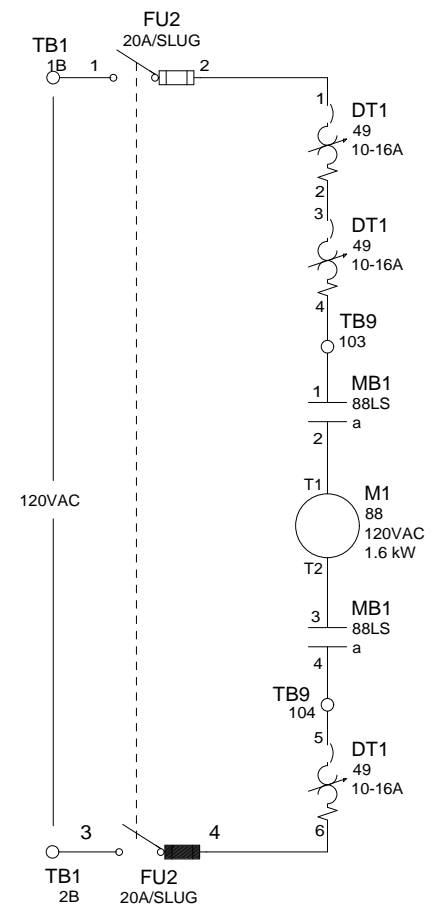 FU2
20A/SLUG
TB1
1B
1
2
1
DT1
49
10-16A
2
3
DT1
49
10-16A
4
TB9
103
1
MB1
88LS
a
2
120VAC
T1
M1
88
120VAC
1.6 kW
T2
3
MB1
88LS
a
4
TB9
104
5
DT1
49
10-16A
6
3
4
TB1
2B
FU2
20A/SLUG